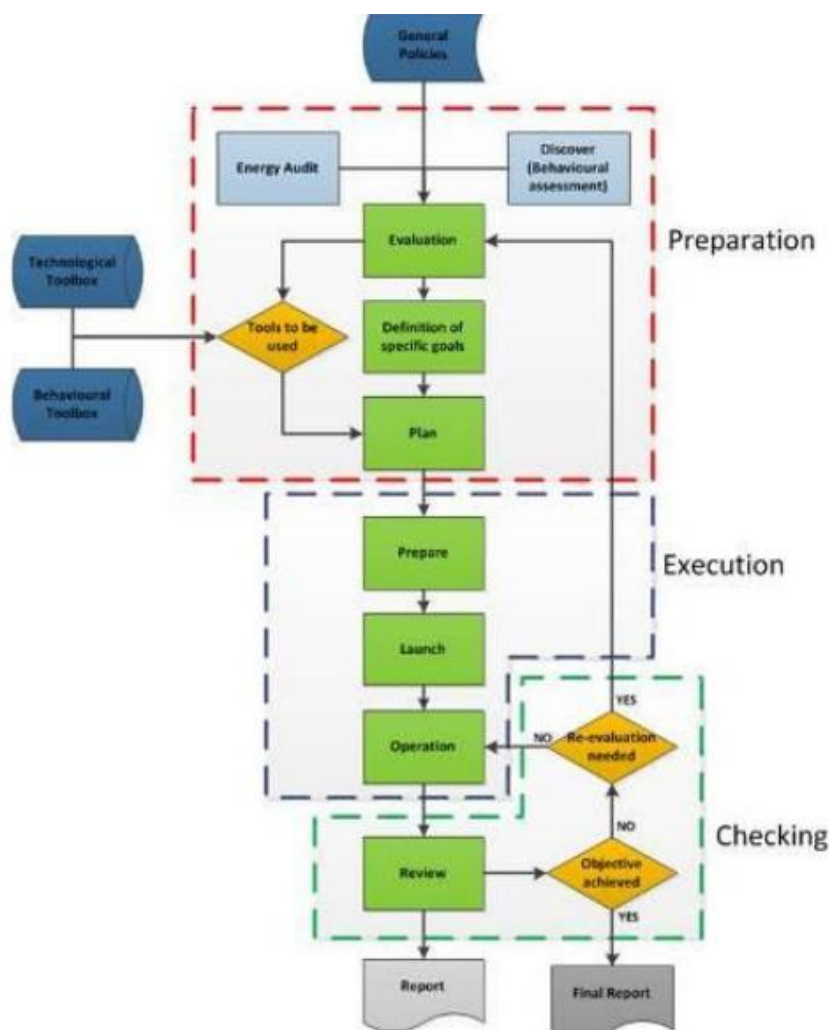 General
Policies
Energy Audit
Discover
(Behavioural
assessment)
Preparation
Evaluation
Technological
Toolbox
Tools to be
used
Definition of
specific goals
Behavioural
Toolbox
Plan
Prepare
Execution
Launch
YES
NO
Re-evaluation
needed
Operation
NO
Checking
Review
Objective
achieved
YES
Report
Final Report